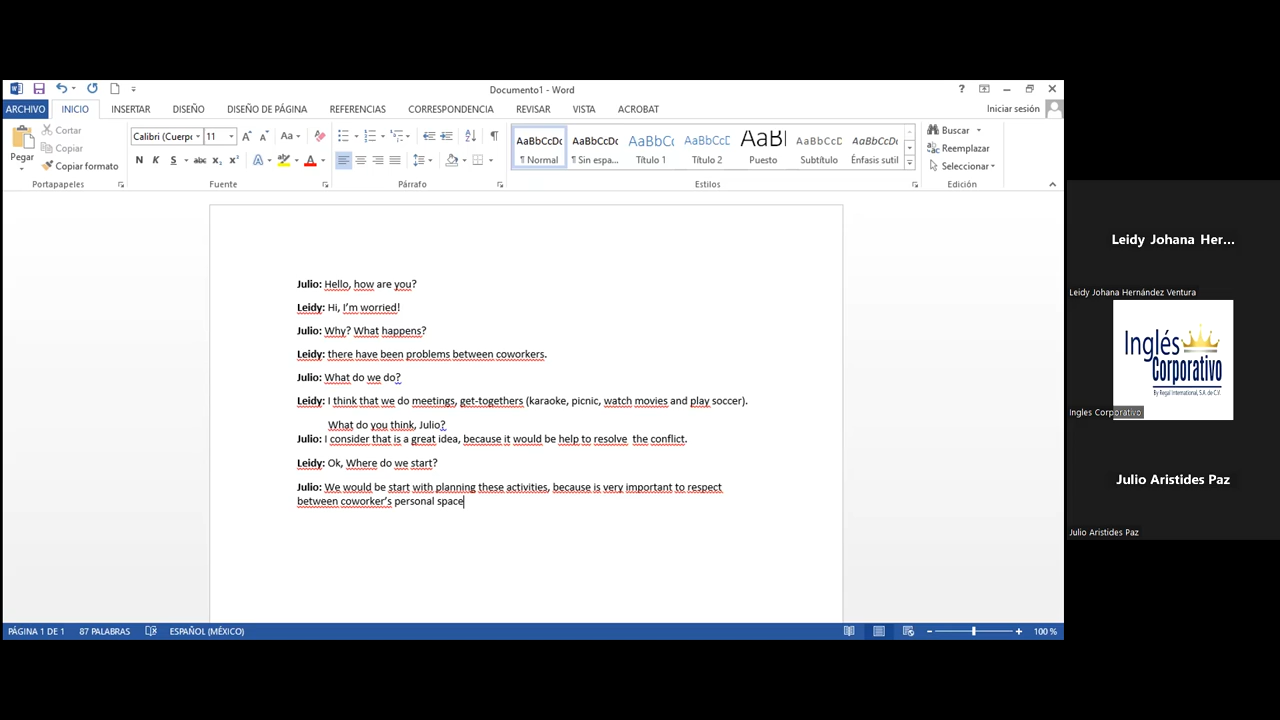 Documento1 - Word
ARCHIVO INICIO INSERTAR DISEÑO DISEÑO DE PÁGINA REFERENCIAS CORRESPONDENCIA REVISAR VISTA ACROBAT Iniciar sesión
Pegar
Cortar
Copiar
Copiar formato
Calibri (Cuerpo 11
AaBbCcDc AaBbCcDc AaBbCc AaBbCcD AaBl AaBbCcD AaBbCcDc
¶ Normal ¶ Sin espa... Título 1 Título 2 Puesto Subtítulo Énfasis sutil
Buscar
Reemplazar
Seleccionar
Portapapeles Fuente Párrafo Estilos Edición
Julio: Hello, how are you?
Leidy: Hi, I’m worried!
Julio: Why? What happens?
Leidy: there have been problems between coworkers.
Julio: What do we do?
Leidy: I think that we do meetings, get-togethers (karaoke, picnic, watch movies and play soccer).
What do you think, Julio?
Julio: I consider that is a great idea, because it would be help to resolve the conflict.
Leidy: Ok, Where do we start?
Julio: We would be start with planning these activities, because is very important to respect
between coworker’s personal space
PÁGINA 1 DE 1 87 PALABRAS ESPAÑOL (MÉXICO) 100 %
Leidy Johana Her...
Leidy Johana Hernández Ventura
Inglés
Corporativo
By Regal International, S.A. de C.V.
Ingles Corporativo
Julio Aristides Paz
Julio Aristides Paz